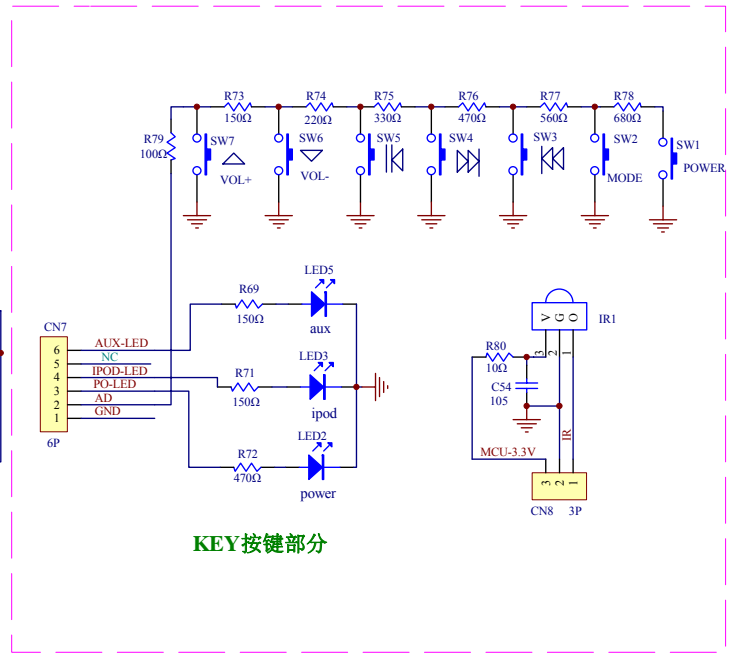 R73
150Ω
R74
220Ω
R75
330Ω
R76
470Ω
R77
560Ω
R78
680Ω
R79
100Ω
SW7
VOL+
SW6
VOL-
SW5
SW4
SW3
SW2
MODE
SW1
POWER
LED5
R69
150Ω
aux
LED3
R71
150Ω
ipod
LED2
R72
470Ω
power
CN7
6 AUX-LED
5 NC
4 IPOD-LED
3 PO-LED
2 AD
1 GND
6P
V G O
IR1
3 2 1
R80
10Ω
C54
105
IR
MCU-3.3V
3 2 1
CN8 3P
KEY按键部分